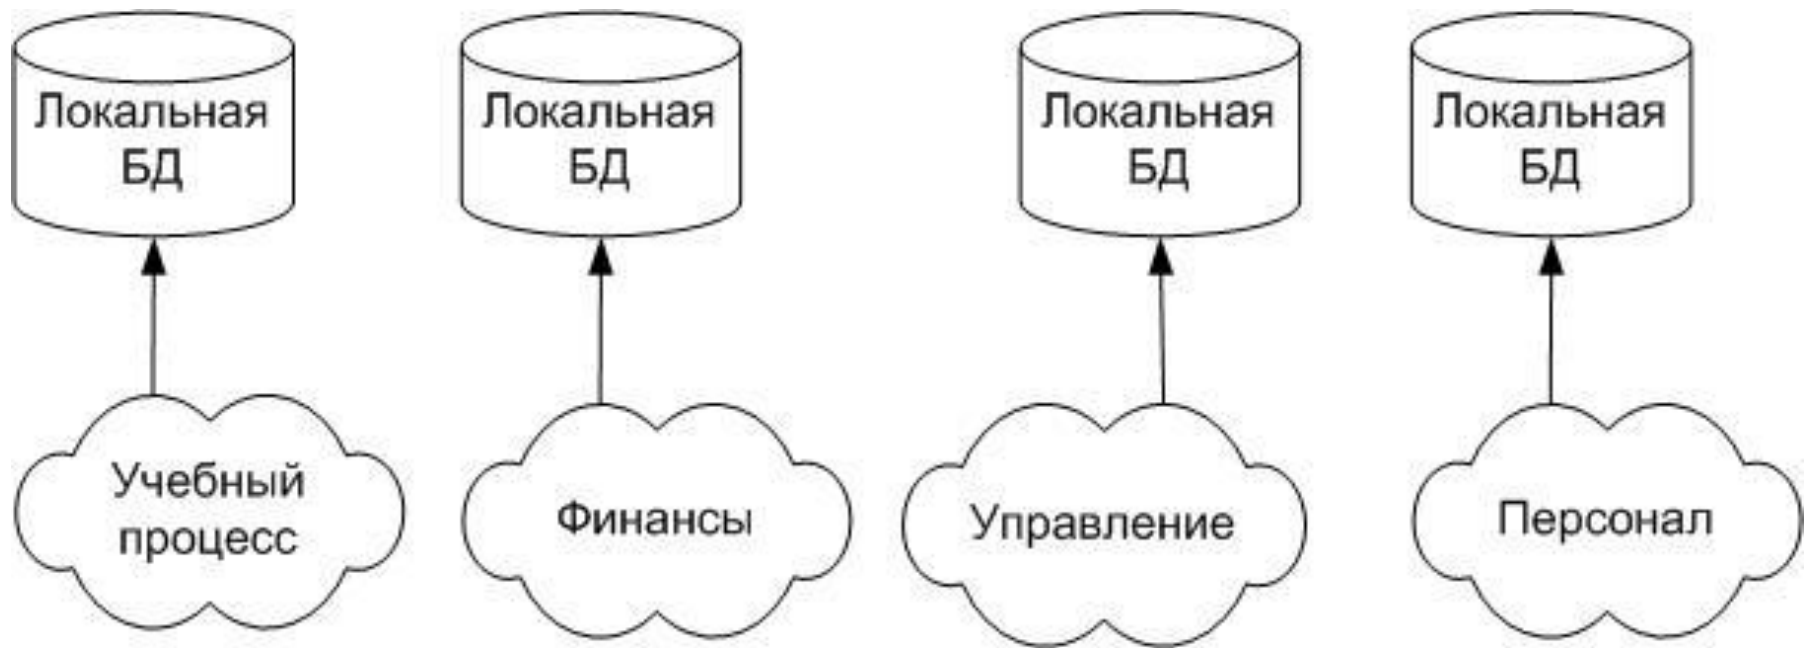 Локальная
БД
Локальная
БД
Локальная
БД
Локальная
БД
Учебный
процесс
Финансы
Управление
Персонал